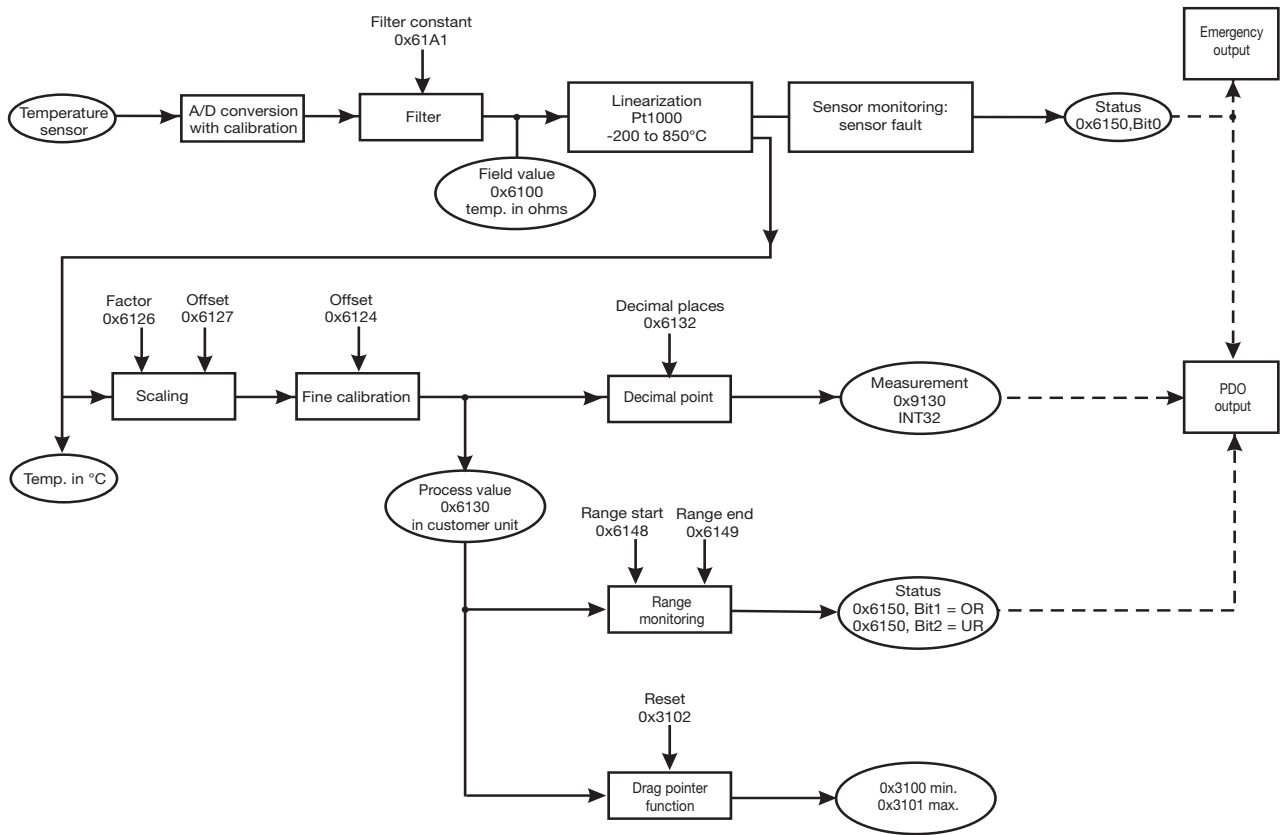 Filter constant
0x61A1
Emergency
output
Temperature
sensor
A/D conversion
with calibration
Filter
Linearization
Pt1000
-200 to 850°C
Sensor monitoring:
sensor fault
Status
0x6150,Bit0
Field value
0x6100
temp. in ohms
Factor
0x6126
Offset
0x6127
Offset
0x6124
Decimal places
0x6132
Scaling
Fine calibration
Decimal point
Measurement
0x9130
INT32
PDO
output
Temp. in °C
Process value
0x6130
in customer unit
Range start
0x6148
Range end
0x6149
Range
monitoring
Status
0x6150, Bit1 = OR
0x6150, Bit2 = UR
Reset
0x3102
Drag pointer
function
0x3100 min.
0x3101 max.